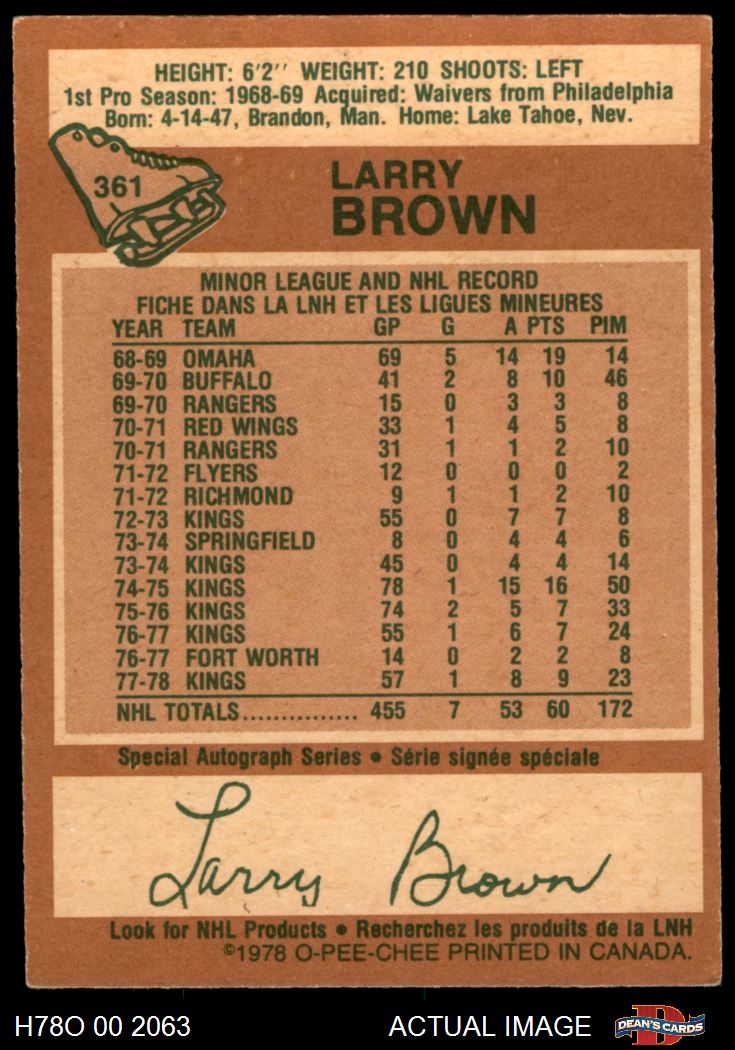 HEIGHT: 6'2'' WEIGHT: 210 SHOOTS: LEFT
1st Pro Season: 1968-69 Acquired: Waivers from Philadelphia
Born: 4-14-47, Brandon, Man. Home: Lake Tahoe, Nev.
361
LARRY
BROWN
MINOR LEAGUE AND NHL RECORD
FICHE DANS LA LNH ET LES LIGUES MINEURES
YEAR TEAM GP G A PTS PIM
68-69 OMAHA 69 5 14 19 14
69-70 BUFFALO 41 2 8 10 46
69-70 RANGERS 15 0 3 3 8
70-71 RED WINGS 33 1 4 5 8
70-71 RANGERS 31 1 1 2 10
71-72 FLYERS 12 0 0 0 2
71-72 RICHMOND 9 1 1 2 10
72-73 KINGS 55 0 7 7 8
73-74 SPRINGFIELD 8 0 4 4 6
73-74 KINGS 45 0 4 4 14
74-75 KINGS 78 1 15 16 50
75-76 KINGS 74 2 5 7 33
76-77 KINGS 55 1 6 7 24
76-77 FORT WORTH 14 0 2 2 8
77-78 KINGS 57 1 8 9 23
NHL TOTALS............... 455 7 53 60 172
Special Autograph Series • Série signée spéciale
Larry Brown
Look for NHL Products • Recherchez les produits de la LNH
©1978 O-PEE-CHEE PRINTED IN CANADA.
H78O 00 2063 ACTUAL IMAGE D DEAN'S CARDS